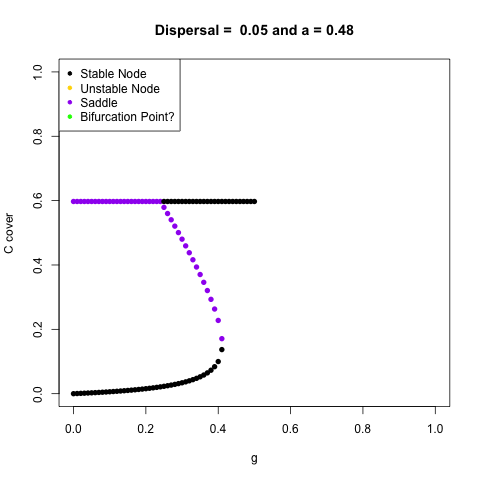 Dispersal =  0.05 and a = 0.48
Stable Node
Unstable Node
Saddle
Bifurcation Point?
C cover
1.0
0.8
0.6
0.4
0.2
0.0
0.0 0.2 0.4 0.6 0.8 1.0
g